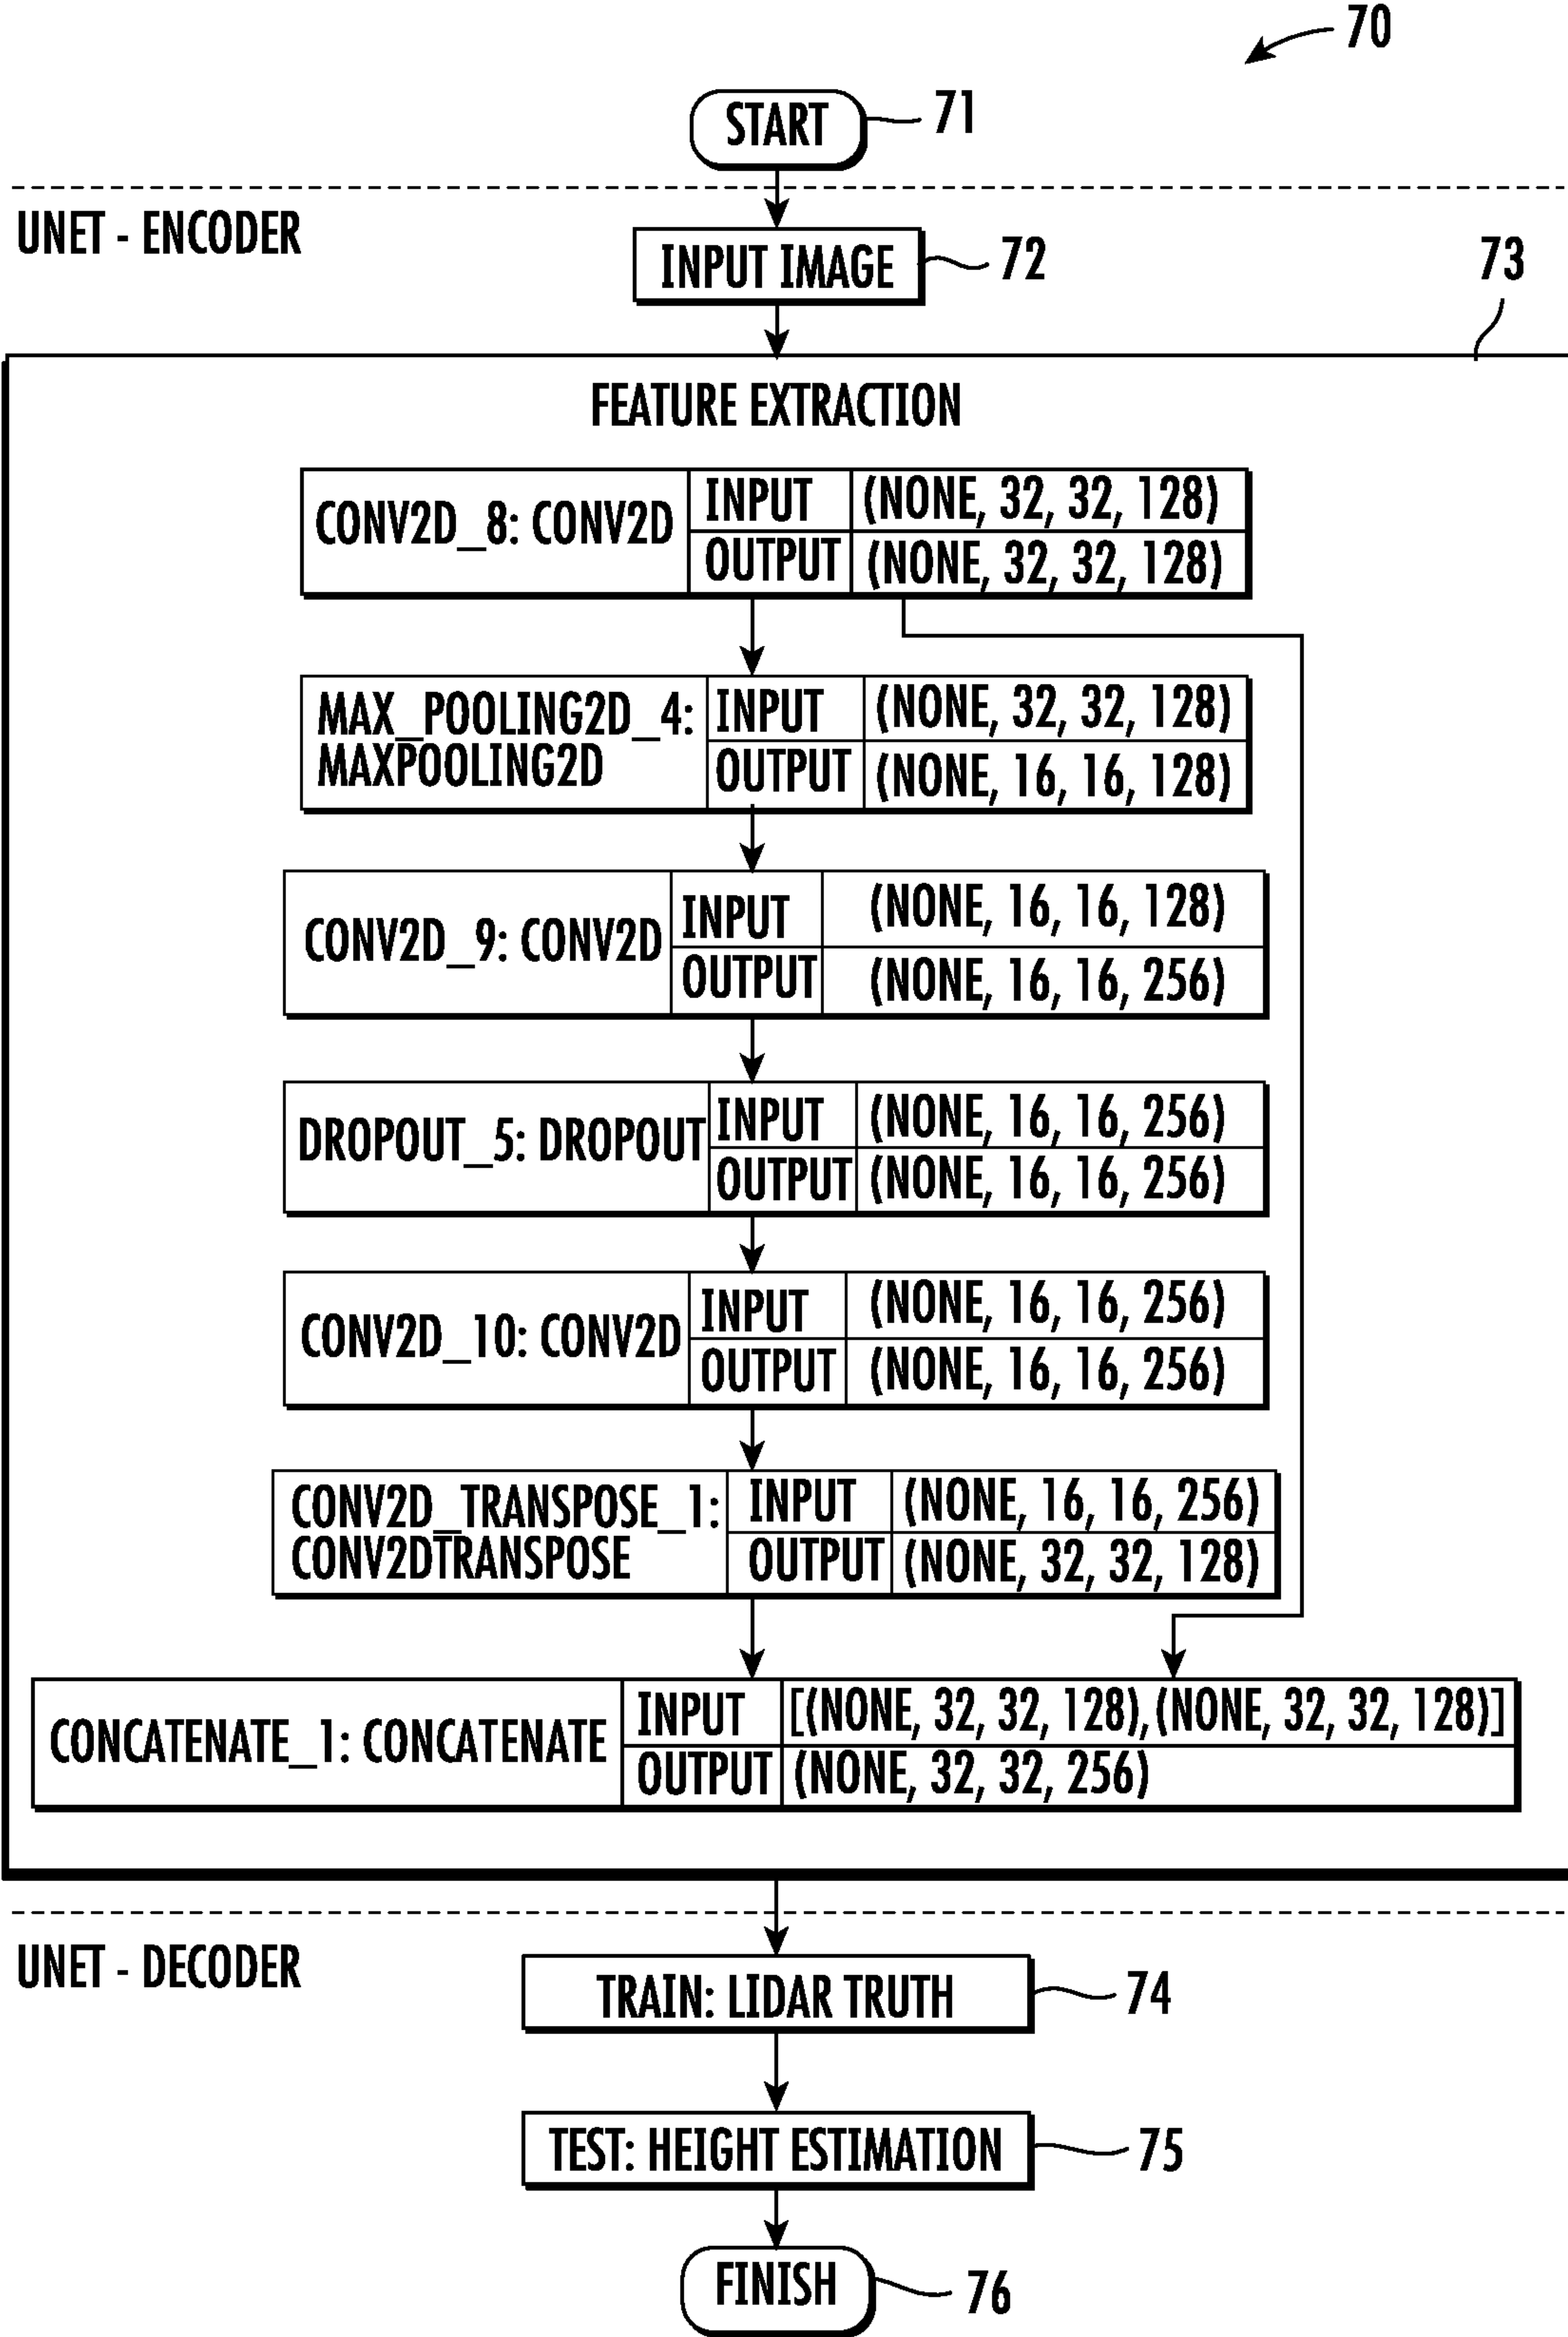 70
START
71
UNET - ENCODER
INPUT IMAGE
72
73
FEATURE EXTRACTION
CONV2D_8: CONV2D
INPUT
(NONE, 32, 32, 128)
OUTPUT
(NONE, 32, 32, 128)
MAX_POOLING2D_4:
MAXPOOLING2D
INPUT
(NONE, 32, 32, 128)
OUTPUT
(NONE, 16, 16, 128)
CONV2D_9: CONV2D
INPUT
(NONE, 16, 16, 128)
OUTPUT
(NONE, 16, 16, 256)
DROPOUT_5: DROPOUT
INPUT
(NONE, 16, 16, 256)
OUTPUT
(NONE, 16, 16, 256)
CONV2D_10: CONV2D
INPUT
(NONE, 16, 16, 256)
OUTPUT
(NONE, 16, 16, 256)
CONV2D_TRANSPOSE_1:
CONV2DTRANSPOSE
INPUT
(NONE, 16, 16, 256)
OUTPUT
(NONE, 32, 32, 128)
CONCATENATE_1: CONCATENATE
INPUT
[(NONE, 32, 32, 128),(NONE, 32, 32, 128)]
OUTPUT
(NONE, 32, 32, 256)
UNET - DECODER
TRAIN: LIDAR TRUTH
74
TEST: HEIGHT ESTIMATION
75
FINISH
76